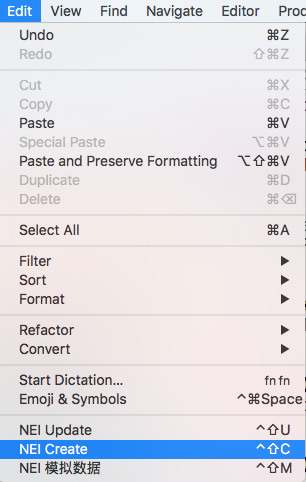 Edit View Find Navigate Editor Prod
Undo ⌘Z
Redo ⇧⌘Z
Cut ⌘X
Copy ⌘C
Paste ⌘V
Special Paste ⌥⌘V
Paste and Preserve Formatting ⌥⇧⌘V
Duplicate ⌘D
Delete ⌘⌫
Select All ⌘A
Filter ▶
Sort ▶
Format ▶
Refactor ▶
Convert ▶
Start Dictation... fn fn
Emoji & Symbols ^⌘Space
NEI Update ^⇧U
NEI Create ^⇧C
NEI 模拟数据 ^⇧M